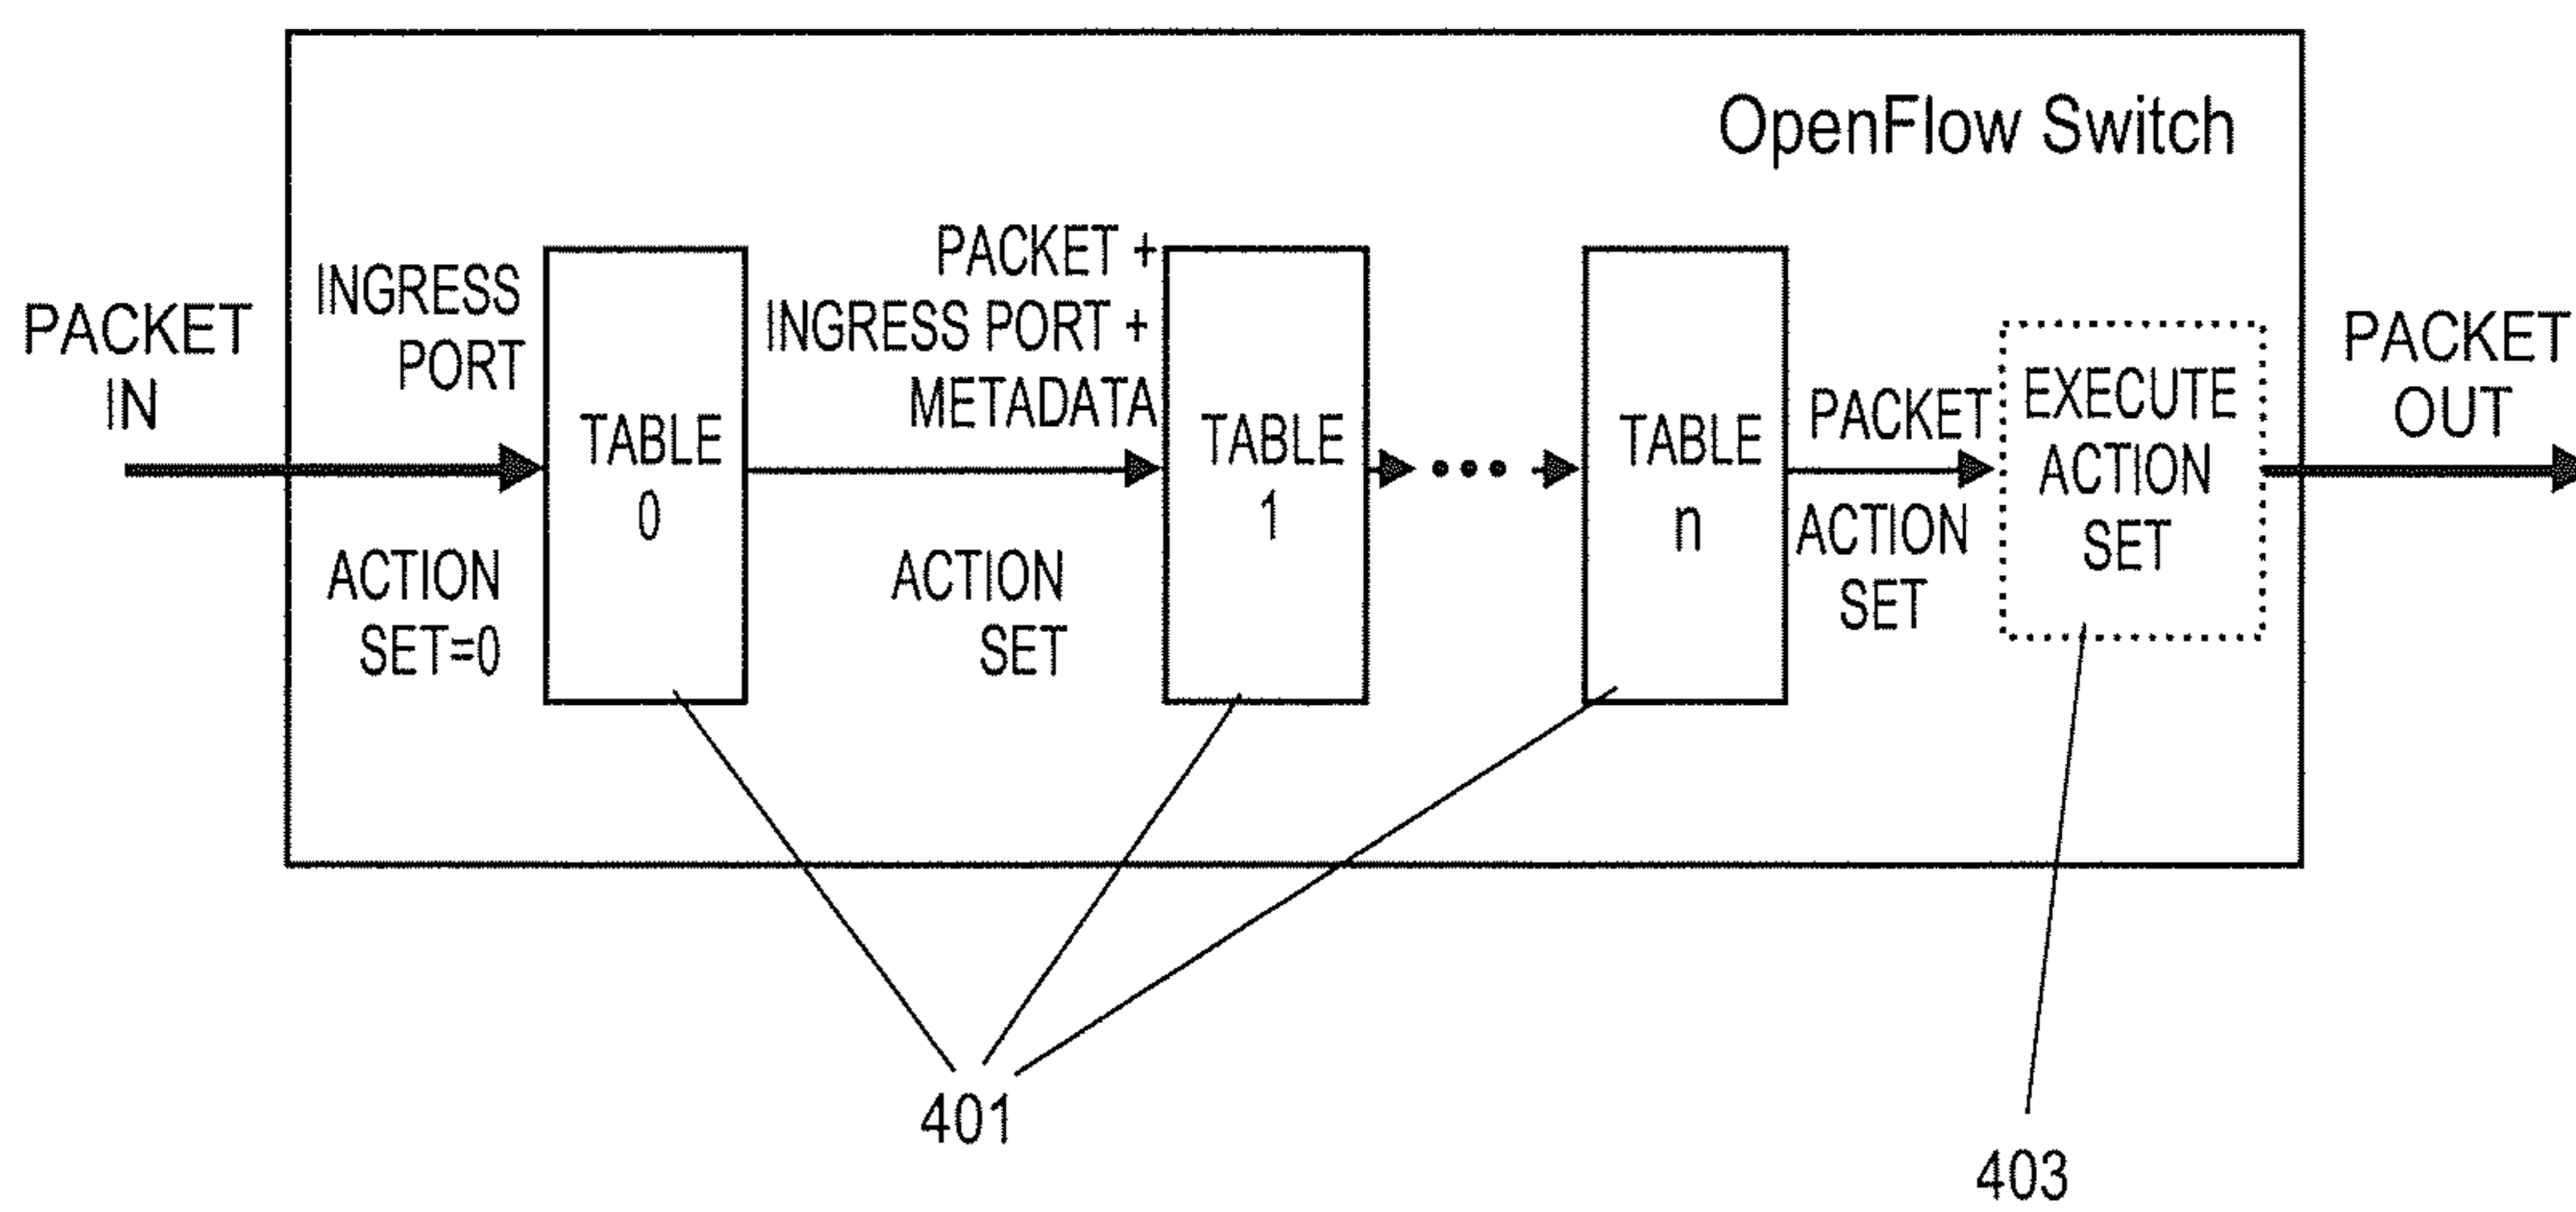 OpenFlow Switch
PACKET
IN
INGRESS
PORT
ACTION
SET=0
TABLE
0
PACKET +
INGRESS PORT +
METADATA
ACTION
SET
TABLE
1
TABLE
n
PACKET
ACTION
SET
EXECUTE
ACTION
SET
PACKET
OUT
401
403